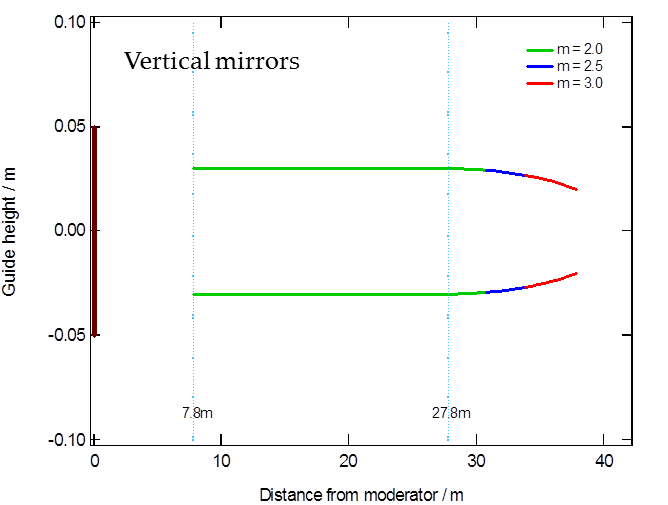 0.10
Vertical mirrors
m = 2.0
m = 2.5
m = 3.0
0.05
Guide height / m
0.00
-0.05
7.8m
27.8m
-0.10
0
10
20
30
40
Distance from moderator / m